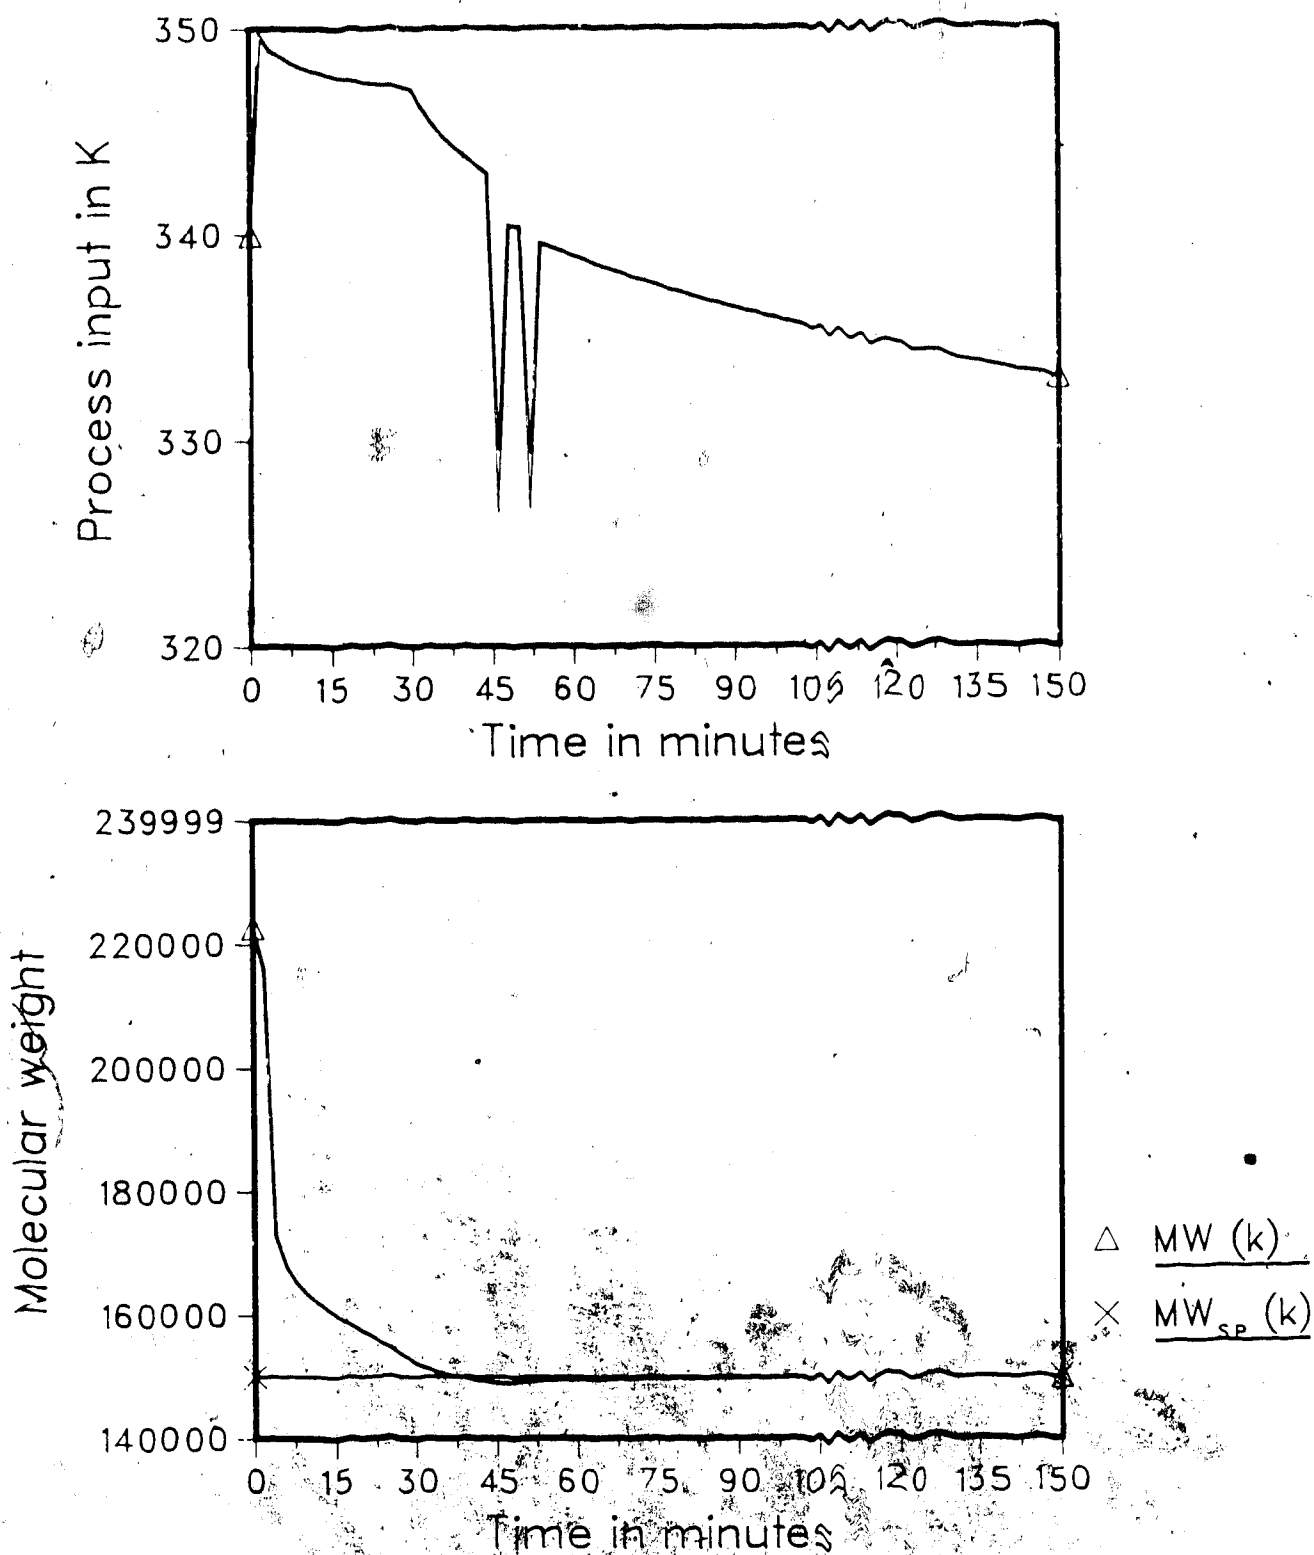 350
340
330
320
Process input in K
0 15 30 45 60 75 90 105 120 135 150
Time in minutes
239999
220000
200000
180000
160000
140000
Molecular weight
△ MW (k)
× MWsp (k)
0 15 30 45 60 75 90 105 120 135 150
Time in minutes